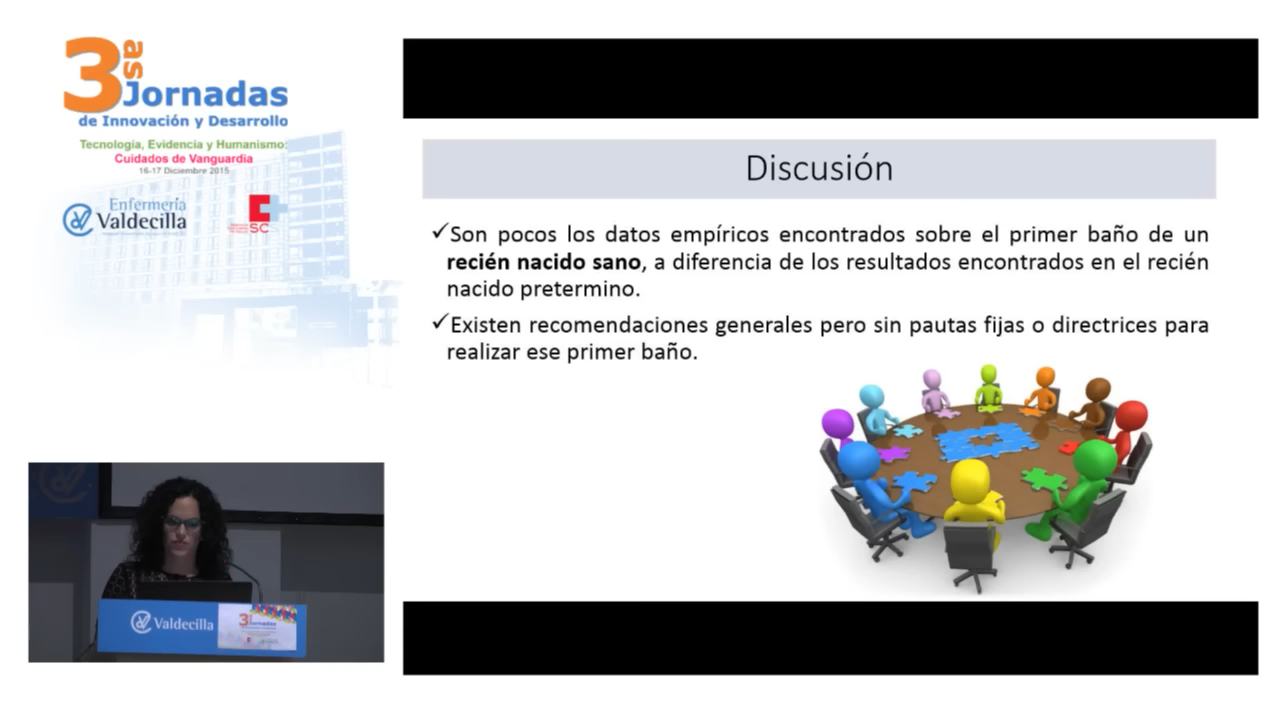 3as
Jornadas
de Innovación y Desarrollo
Tecnología, Evidencia y Humanismo:
Cuidados de Vanguardia
16-17 Diciembre 2015
Enfermería
Valdecilla
SC
Discusión
✓Son pocos los datos empíricos encontrados sobre el primer baño de un
recién nacido sano, a diferencia de los resultados encontrados en el recién
nacido pretermino.
✓Existen recomendaciones generales pero sin pautas fijas o directrices para
realizar ese primer baño.
Valdecilla
3as
Jornadas